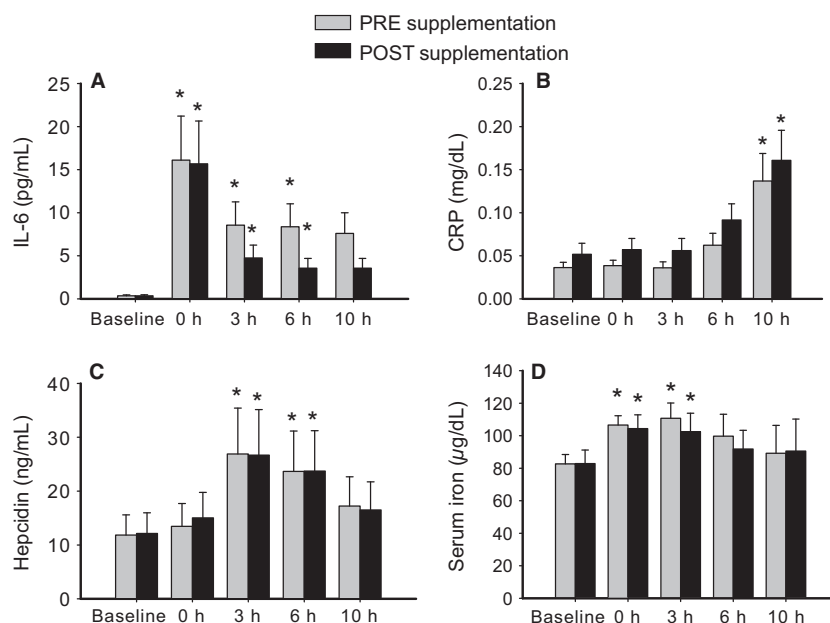 PRE supplementation
POST supplementation
A
25
20
15
10
5
0
IL-6 (pg/mL)
* * * * * *
Baseline 0 h 3 h 6 h 10 h
B
0.25
0.20
0.15
0.10
0.05
0.00
CRP (mg/dL)
* *
Baseline 0 h 3 h 6 h 10 h
C
40
30
20
10
0
Hepcidin (ng/mL)
* * * *
Baseline 0 h 3 h 6 h 10 h
D
140
120
100
80
60
40
20
0
Serum iron (µg/dL)
* * * *
Baseline 0 h 3 h 6 h 10 h